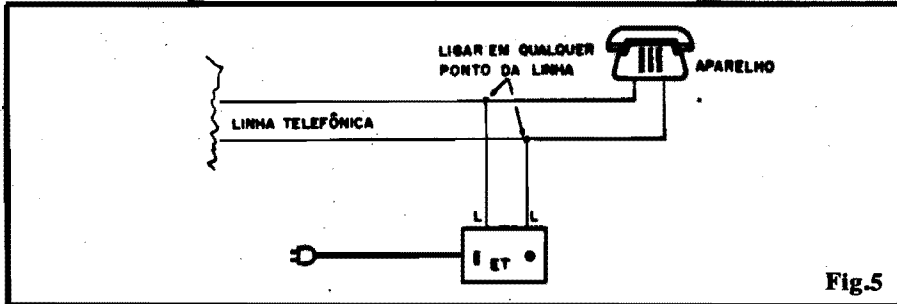 LIGAR EM QUALQUER
PONTO DA LINHA
APARELHO
LINHA TELEFÔNICA
L L
ET
Fig.5